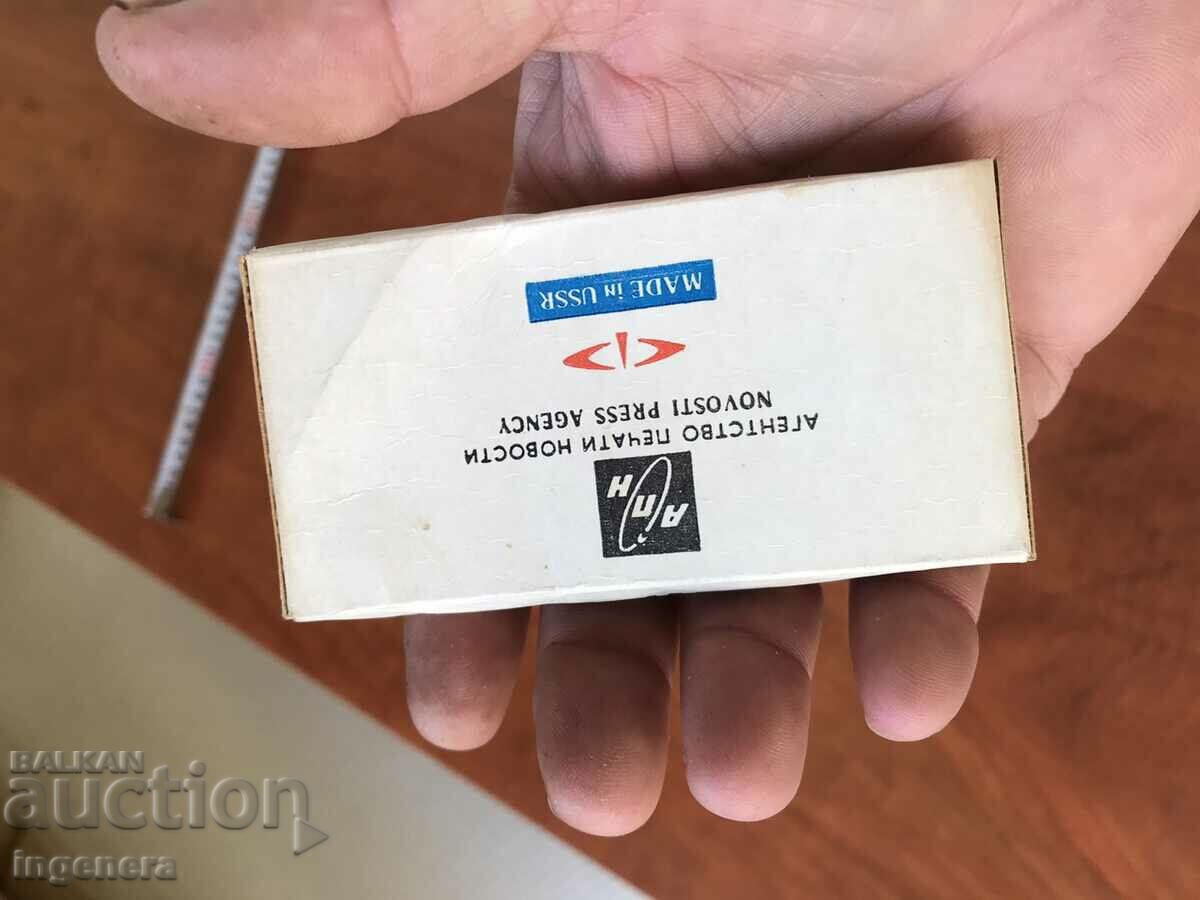 АПН
АГЕНТСТВО ПЕЧАТИ НОВОСТИ
NOVOSTI PRESS AGENCY
MADE iN USSR
BALKAN
auction
ingenera